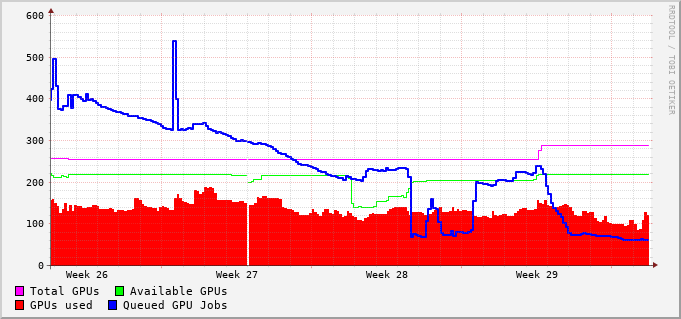 600
500
400
300
200
100
0
Week 26 Week 27 Week 28 Week 29
Total GPUs Available GPUs
GPUs used Queued GPU Jobs
RRDTOOL / TOBI OETIKER